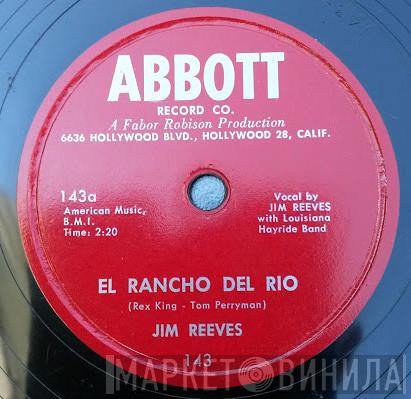 ABBOTT
RECORD CO.
A Fabor Robison Production
6636 HOLLYWOOD BLVD., HOLLYWOOD 28, CALIF.
143a
American Music,
B.M.I.
Time: 2:20
Vocal by
JIM REEVES
with Louisiana
Hayride Band
EL RANCHO DEL RIO
(Rex King - Tom Perryman)
JIM REEVES
143
МАРКЕТ ВИНИЛА